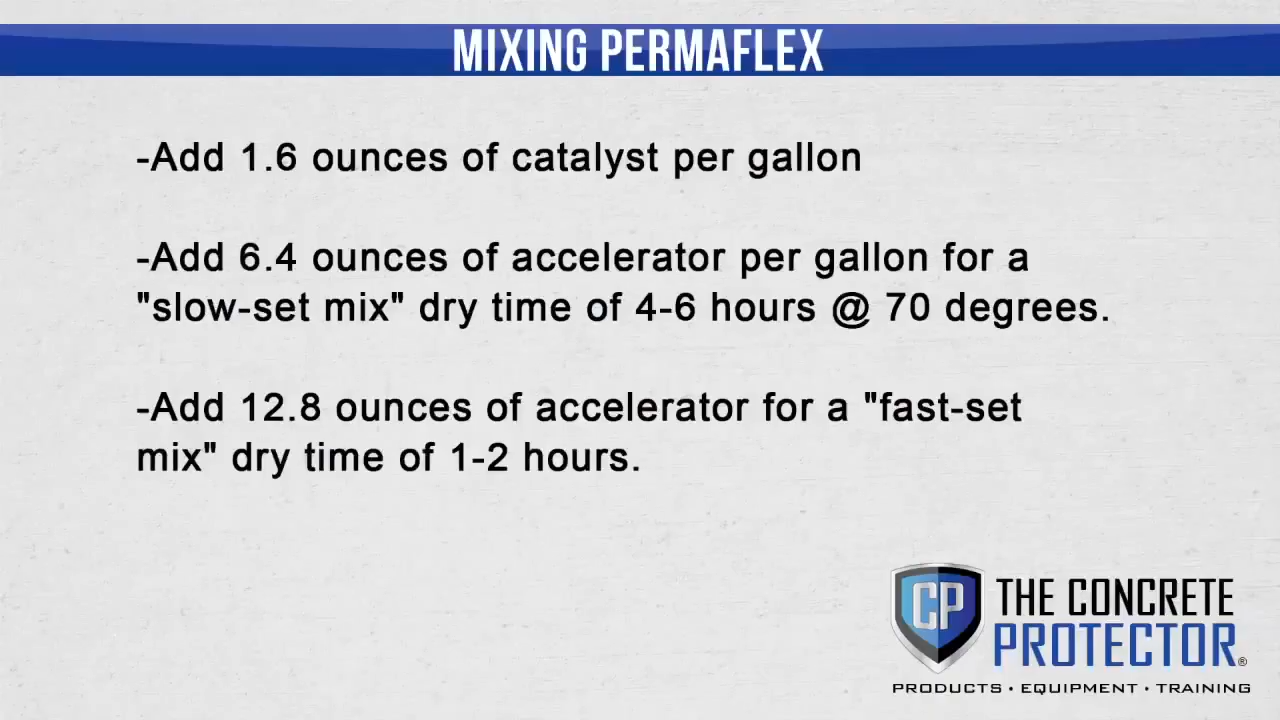 MIXING PERMAFLEX
-Add 1.6 ounces of catalyst per gallon
-Add 6.4 ounces of accelerator per gallon for a
"slow-set mix" dry time of 4-6 hours @ 70 degrees.
-Add 12.8 ounces of accelerator for a "fast-set
mix" dry time of 1-2 hours.
CP
THE CONCRETE
PROTECTOR®
PRODUCTS • EQUIPMENT • TRAINING